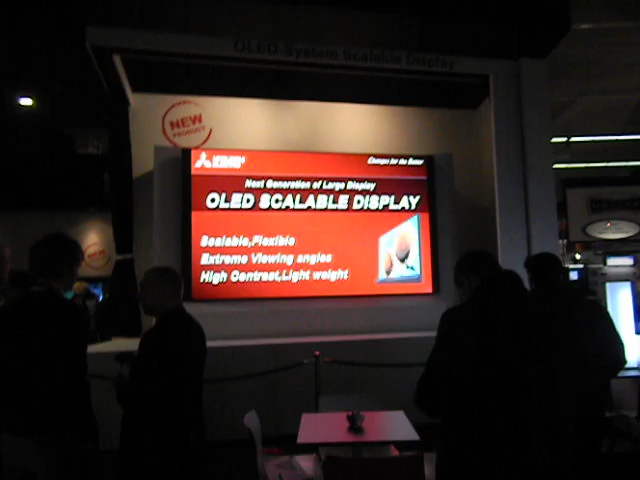 OLED-System Scalable Display
NEW
PRODUCT
Changes for the Better
Next Generation of Large Display
OLED SCALABLE DISPLAY
Scalable,Flexible
Extreme Viewing angles
High Contrast,Light weight